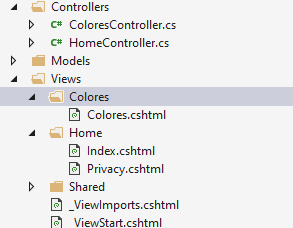 Controllers
C# ColoresController.cs
C# HomeController.cs
Models
Views
Colores
Colores.cshtml
Home
Index.cshtml
Privacy.cshtml
Shared
_ViewImports.cshtml
_ViewStart.cshtml